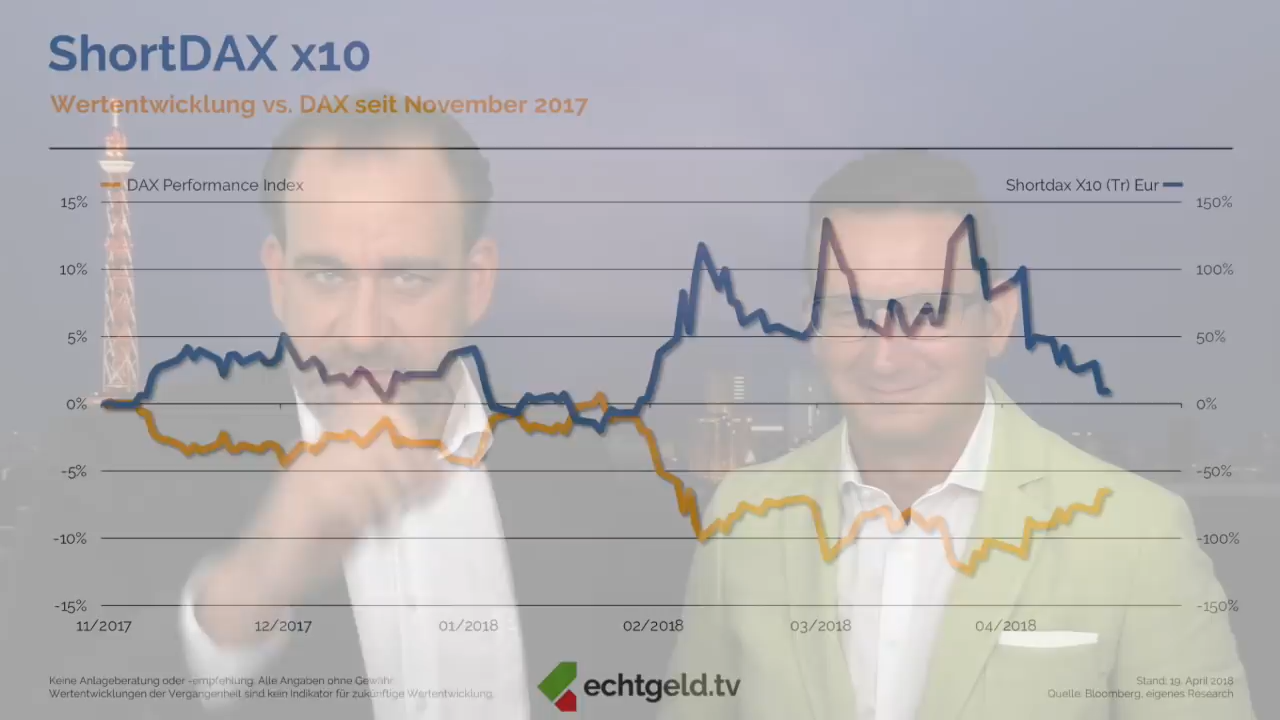 ShortDAX x10
Wertentwicklung vs. DAX seit November 2017
DAX Performance Index
Shortdax X10 (Tr) Eur
15%
150%
10%
100%
5%
50%
0%
0%
-5%
-50%
-10%
-100%
-15%
-150%
11/2017
12/2017
01/2018
02/2018
03/2018
04/2018
Keine Anlageberatung oder -empfehlung. Alle Angaben ohne Gewähr.
Wertentwicklungen der Vergangenheit sind kein Indikator für zukünftige Wertentwicklung.
echtgeld.tv
Stand: 19. April 2018
Quelle: Bloomberg, eigenes Research